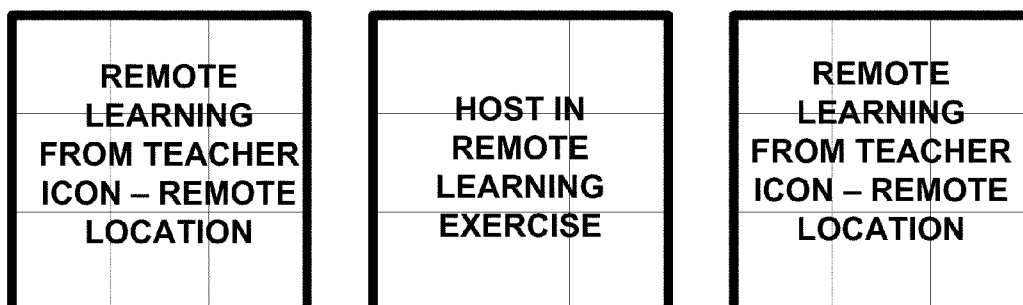 REMOTE
LEARNING
FROM TEACHER
ICON – REMOTE
LOCATION
HOST IN
REMOTE
LEARNING
EXERCISE
REMOTE
LEARNING
FROM TEACHER
ICON – REMOTE
LOCATION